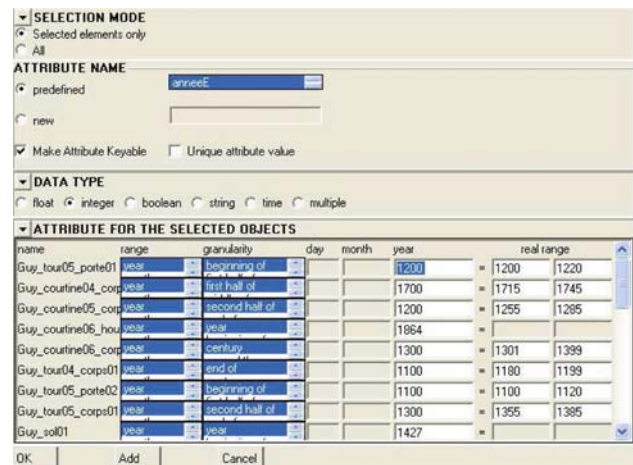 SELECTION MODE
Selected elements only
All
ATTRIBUTE NAME
predefined anneeE
new
Make Attribute Keyable Unique attribute value
DATA TYPE
float integer boolean string time multiple
ATTRIBUTE FOR THE SELECTED OBJECTS
name range granularity day month year real range
Guy_tour05_porte01 year beginning of 1200 = 1200 1220
Guy_courtine04_corp year first half of 1700 = 1715 1745
Guy_courtine05_corp year second half of 1200 = 1255 1285
Guy_courtine06_hou year year 1864 =
Guy_courtine06_corp year century 1300 = 1301 1399
Guy_tour04_corps01 year end of 1100 = 1180 1199
Guy_tour05_porte02 year beginning of 1100 = 1100 1120
Guy_tour05_corps01 year second half of 1300 = 1355 1385
Guy_sol01 year year 1427 =
OK Add Cancel